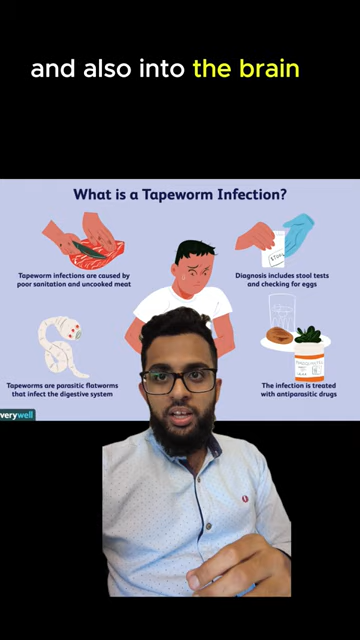 and also into the brain
What is a Tapeworm Infection?
Tapeworm infections are caused by
poor sanitation and uncooked meat
Diagnosis includes stool tests
and checking for eggs
Tapeworms are parasitic flatworms
that infect the digestive system
The infection is treated
with antiparasitic drugs
verywell